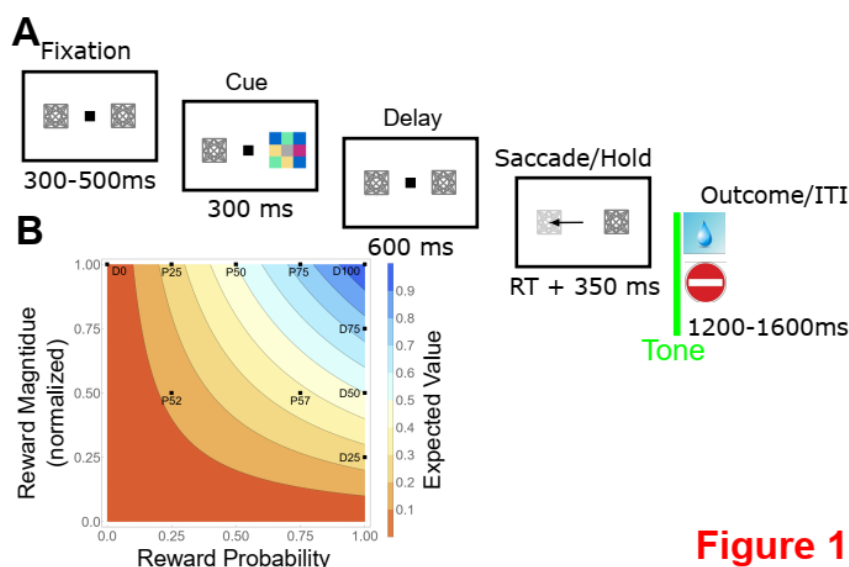 A
Fixation
300-500ms
Cue
300 ms
Delay
600 ms
Saccade/Hold
RT + 350 ms
Outcome/ITI
1200-1600ms
Tone
B
Reward Magntidue
(normalized)
1.00
0.75
0.50
0.25
0.0
D0 P25 P50 P75 D100
D75
P52 P57 D50
D25
0.00 0.25 0.50 0.75 1.00
Reward Probability
0.9
0.8
0.7
0.6
0.5
0.4
0.3
0.2
0.1
Expected Value
Figure 1